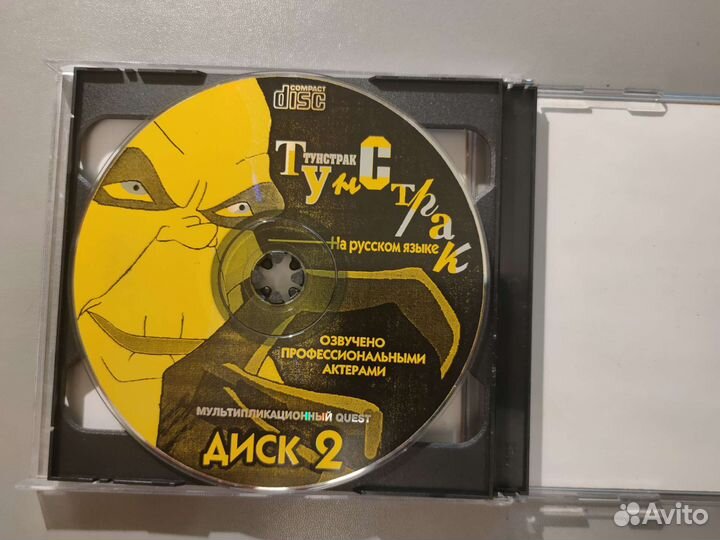 COMPACT
disc
ТУНСТРАК
ТунСтрак
На русском языке
ОЗВУЧЕНО
ПРОФЕССИОНАЛЬНЫМИ
АКТЕРАМИ
МУЛЬТИПЛИКАЦИОННЫЙ QUEST
ДИСК 2
Avito